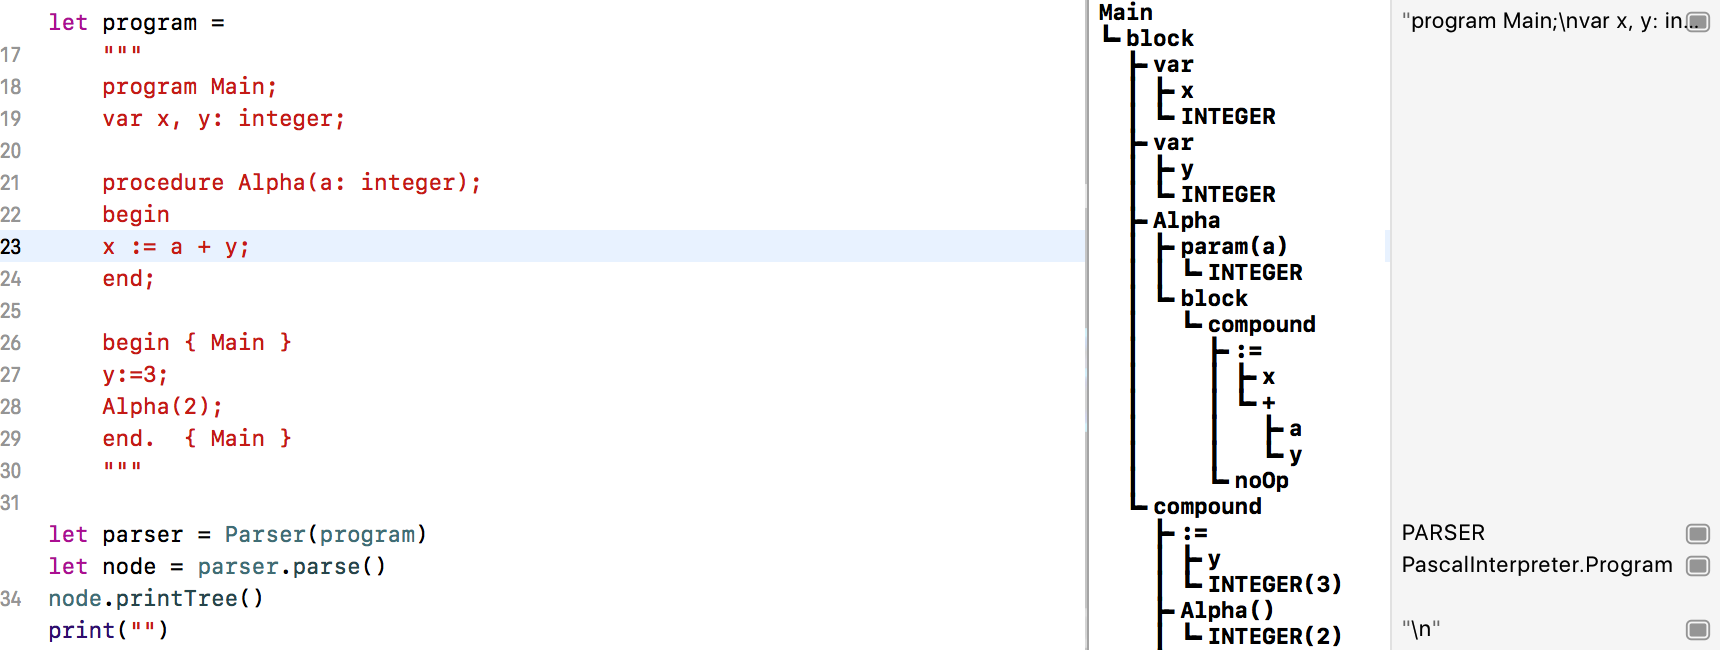 let program =
17 """
18 program Main;
19 var x, y: integer;
20
21 procedure Alpha(a: integer);
22 begin
23 x := a + y;
24 end;
25
26 begin { Main }
27 y:=3;
28 Alpha(2);
29 end.  { Main }
30 """
31
let parser = Parser(program)
let node = parser.parse()
34 node.printTree()
print("")
Main
block
var
x
INTEGER
var
y
INTEGER
Alpha
param(a)
INTEGER
block
compound
:=
x
+
a
y
noOp
compound
:=
y
INTEGER(3)
Alpha()
INTEGER(2)
"program Main;\nvar x, y: in...
PARSER
PascalInterpreter.Program
"\n"